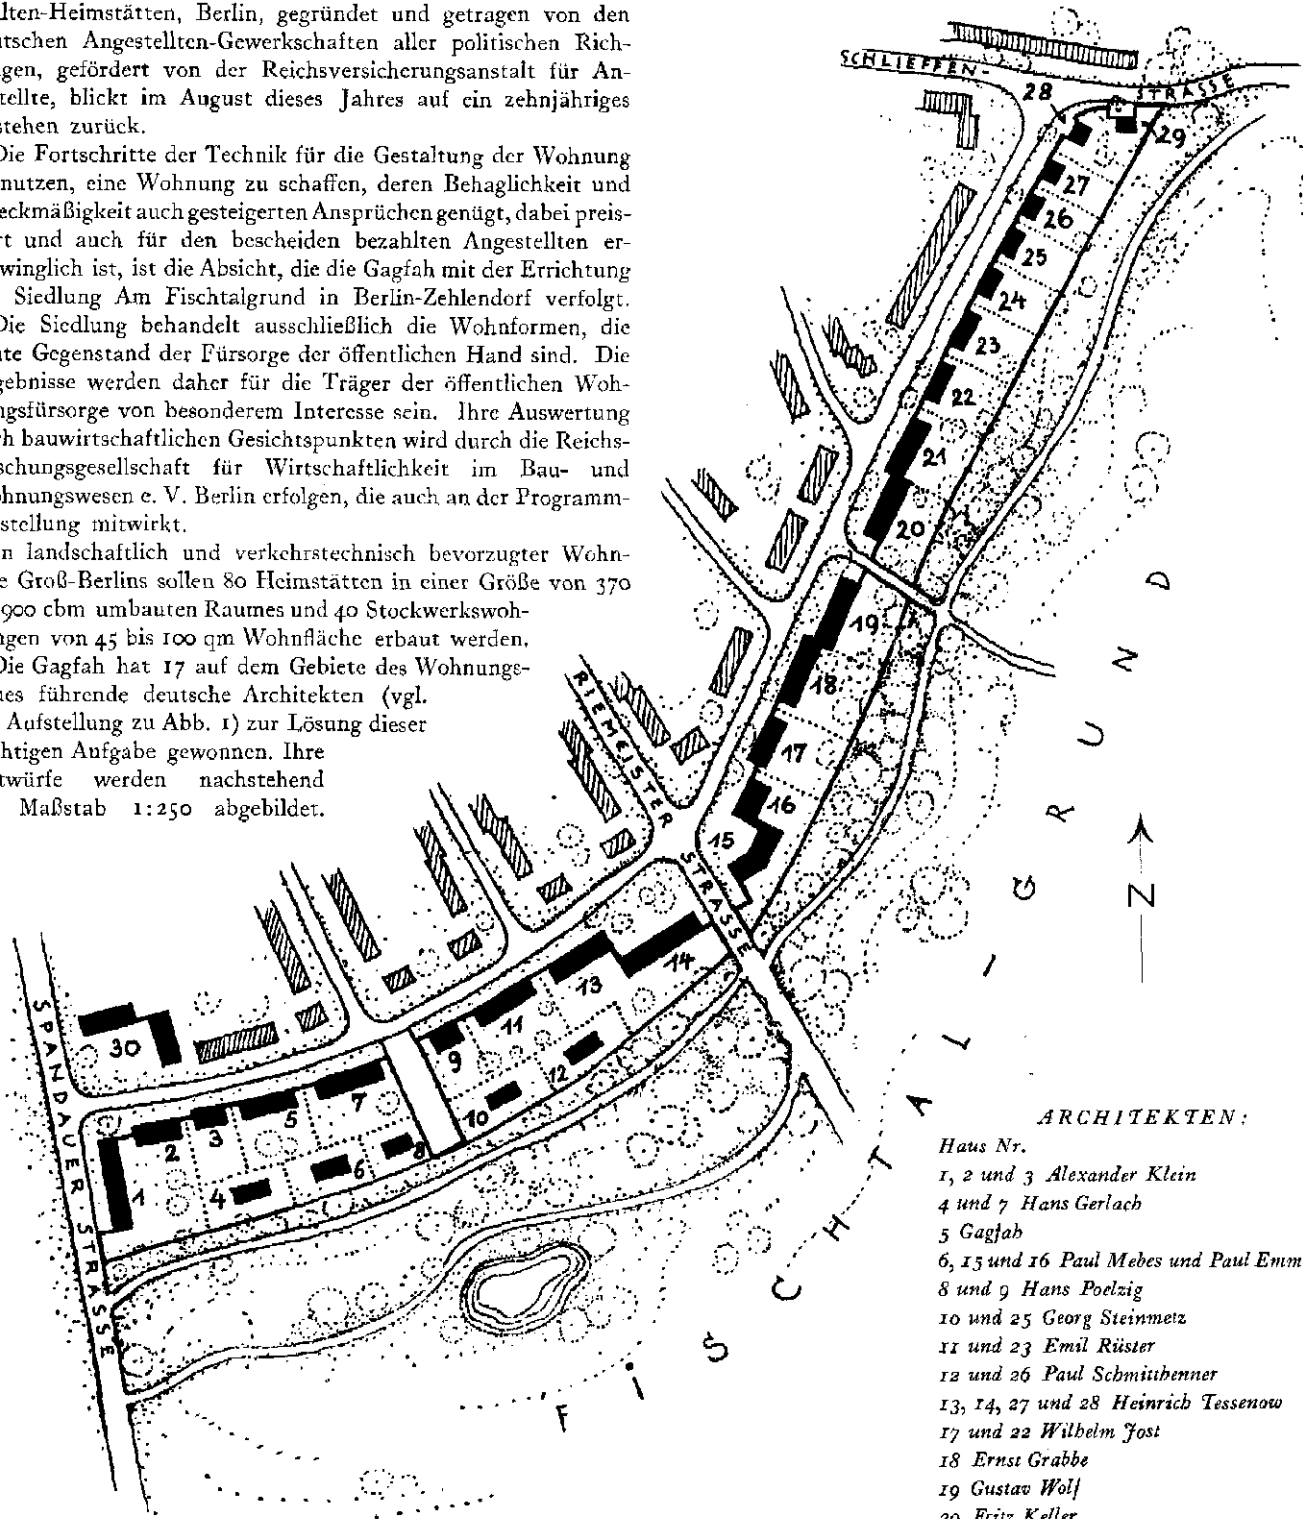 lten-Heimstätten, Berlin, gegründet und getragen von den
tschen Angestellten-Gewerkschaften aller politischen Rich-
gen, gefördert von der Reichsversicherungsanstalt für An-
tellte, blickt im August dieses Jahres auf ein zehnjähriges
stehen zurück.
Die Fortschritte der Technik für die Gestaltung der Wohnung
nutzen, eine Wohnung zu schaffen, deren Behaglichkeit und
eckmäßigkeit auch gesteigerten Ansprüchen genügt, dabei preis-
rt und auch für den bescheiden bezahlten Angestellten er-
winglich ist, ist die Absicht, die die Gagfah mit der Errichtung
Siedlung Am Fischtalgrund in Berlin-Zehlendorf verfolgt.
Die Siedlung behandelt ausschließlich die Wohnformen, die
ute Gegenstand der Fürsorge der öffentlichen Hand sind. Die
gebnisse werden daher für die Träger der öffentlichen Woh-
ngsfürsorge von besonderem Interesse sein. Ihre Auswertung
ch bauwirtschaftlichen Gesichtspunkten wird durch die Reichs-
schungsgesellschaft für Wirtschaftlichkeit im Bau- und
ohnungswesen e. V. Berlin erfolgen, die auch an der Programm-
stellung mitwirkt.
n landschaftlich und verkehrstechnisch bevorzugter Wohn-
e Groß-Berlins sollen 80 Heimstätten in einer Größe von 370
900 cbm umbauten Raumes und 40 Stockwerkswoh-
ngen von 45 bis 100 qm Wohnfläche erbaut werden.
Die Gagfah hat 17 auf dem Gebiete des Wohnungs-
ues führende deutsche Architekten (vgl.
Aufstellung zu Abb. 1) zur Lösung dieser
chtigen Aufgabe gewonnen. Ihre
twürfe werden nachstehend
Maßstab 1:250 abgebildet.
SCHLIEFFEN-STRASSE
28
29
27
26
25
24
23
22
21
20
19
18
17
16
15
RIEMEISTER STRASSE
14
13
11
9
12
10
30
7
5
3
2
8
6
4
1
SPANDAUER STRASSE
FISCHTALGRUND
N
ARCHITEKTEN:
Haus Nr.
1, 2 und 3 Alexander Klein
4 und 7 Hans Gerlach
5 Gagfah
6, 15 und 16 Paul Mebes und Paul Emm
8 und 9 Hans Poelzig
10 und 25 Georg Steinmetz
11 und 23 Emil Rüster
12 und 26 Paul Schmitthenner
13, 14, 27 und 28 Heinrich Tessenow
17 und 22 Wilhelm Jost
18 Ernst Grabbe
19 Gustav Wolf
20 Fritz Keller